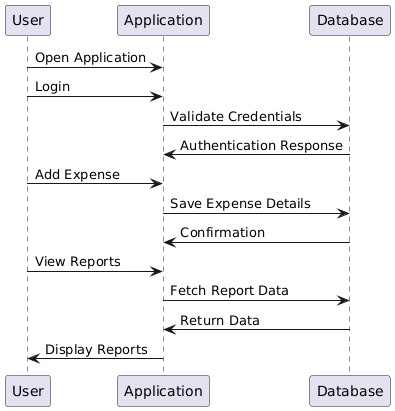 User Application Database
Open Application
Login
Validate Credentials
Authentication Response
Add Expense
Save Expense Details
Confirmation
View Reports
Fetch Report Data
Return Data
Display Reports
User Application Database